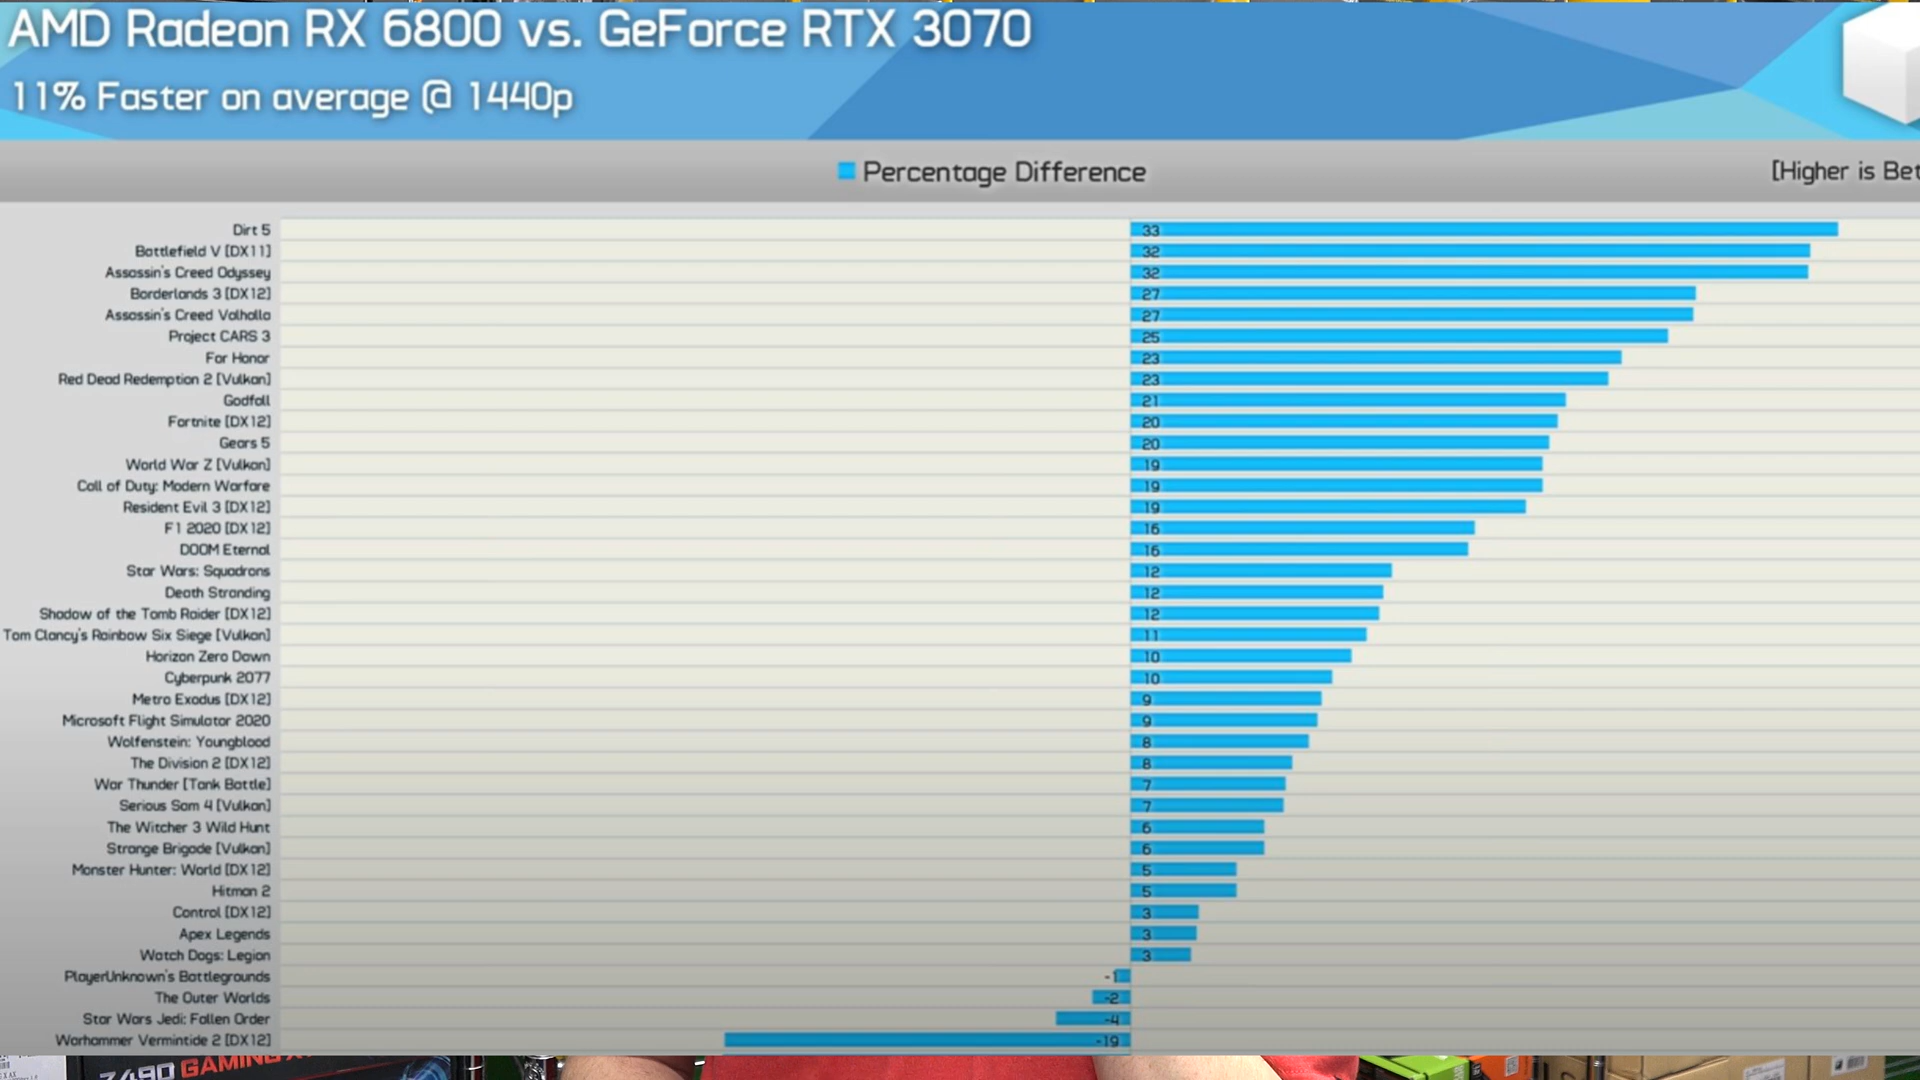 AMD Radeon RX 6800 vs. GeForce RTX 3070
11% Faster on average @ 1440p
Percentage Difference
[Higher is Bet
Dirt 5 33
Battlefield V [DX11] 32
Assassin's Creed Odyssey 32
Borderlands 3 [DX12] 27
Assassin's Creed Valhalla 27
Project CARS 3 25
For Honor 23
Red Dead Redemption 2 [Vulkan] 23
Godfall 21
Fortnite [DX12] 20
Gears 5 20
World War Z [Vulkan] 19
Call of Duty: Modern Warfare 19
Resident Evil 3 [DX12] 19
F1 2020 [DX12] 16
DOOM Eternal 16
Star Wars: Squadrons 12
Death Stranding 12
Shadow of the Tomb Raider [DX12] 12
Tom Clancy's Rainbow Six Siege [Vulkan] 11
Horizon Zero Dawn 10
Cyberpunk 2077 10
Metro Exodus [DX12] 9
Microsoft Flight Simulator 2020 9
Wolfenstein: Youngblood 8
The Division 2 [DX12] 8
War Thunder [Tank Battle] 7
Serious Sam 4 [Vulkan] 7
The Witcher 3 Wild Hunt 6
Strange Brigade [Vulkan] 6
Monster Hunter: World [DX12] 5
Hitman 2 5
Control [DX12] 3
Apex Legends 3
Watch Dogs: Legion 3
PlayerUnknown's Battlegrounds -1
The Outer Worlds -2
Star Wars Jedi: Fallen Order -4
Warhammer Vermintide 2 [DX12] -19
Z490 GAMING X